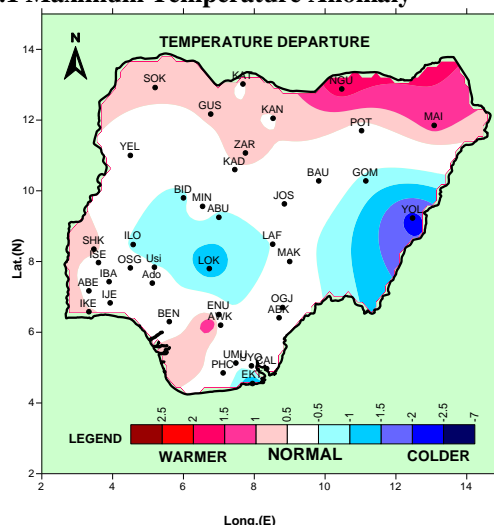 .1 Maximum Temperature Anomaly
N
TEMPERATURE DEPARTURE
SOK
KAT
NGU
GUS
KAN
MAI
POT
YEL
ZAR
KAD
BAU
GOM
BID
MIN
JOS
ABU
YOL
SHK
ILO
LAF
ISE
OSG
Usi
LOK
MAK
IBA
Ado
ABE
IJE
IKE
BEN
ENU
AWK
OGJ
ABK
UMU
UYO
CAL
PHC
EKT
LEGEND
2.5
2
1.5
1
0.5
-0.5
-1
-1.5
-2
-2.5
-7
WARMER
NORMAL
COLDER
14
12
10
8
6
4
2
2
4
6
8
10
12
14
Lat.(N)
Long.(E)